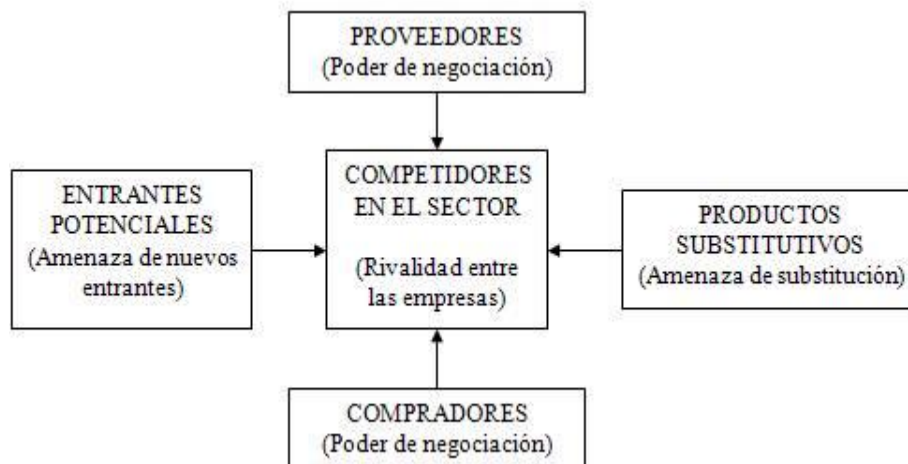 PROVEEDORES
(Poder de negociación)
ENTRANTES
POTENCIALES
(Amenaza de nuevos
entrantes)
COMPETIDORES
EN EL SECTOR
(Rivalidad entre
las empresas)
PRODUCTOS
SUBSTITUTIVOS
(Amenaza de substitución)
COMPRADORES
(Poder de negociación)